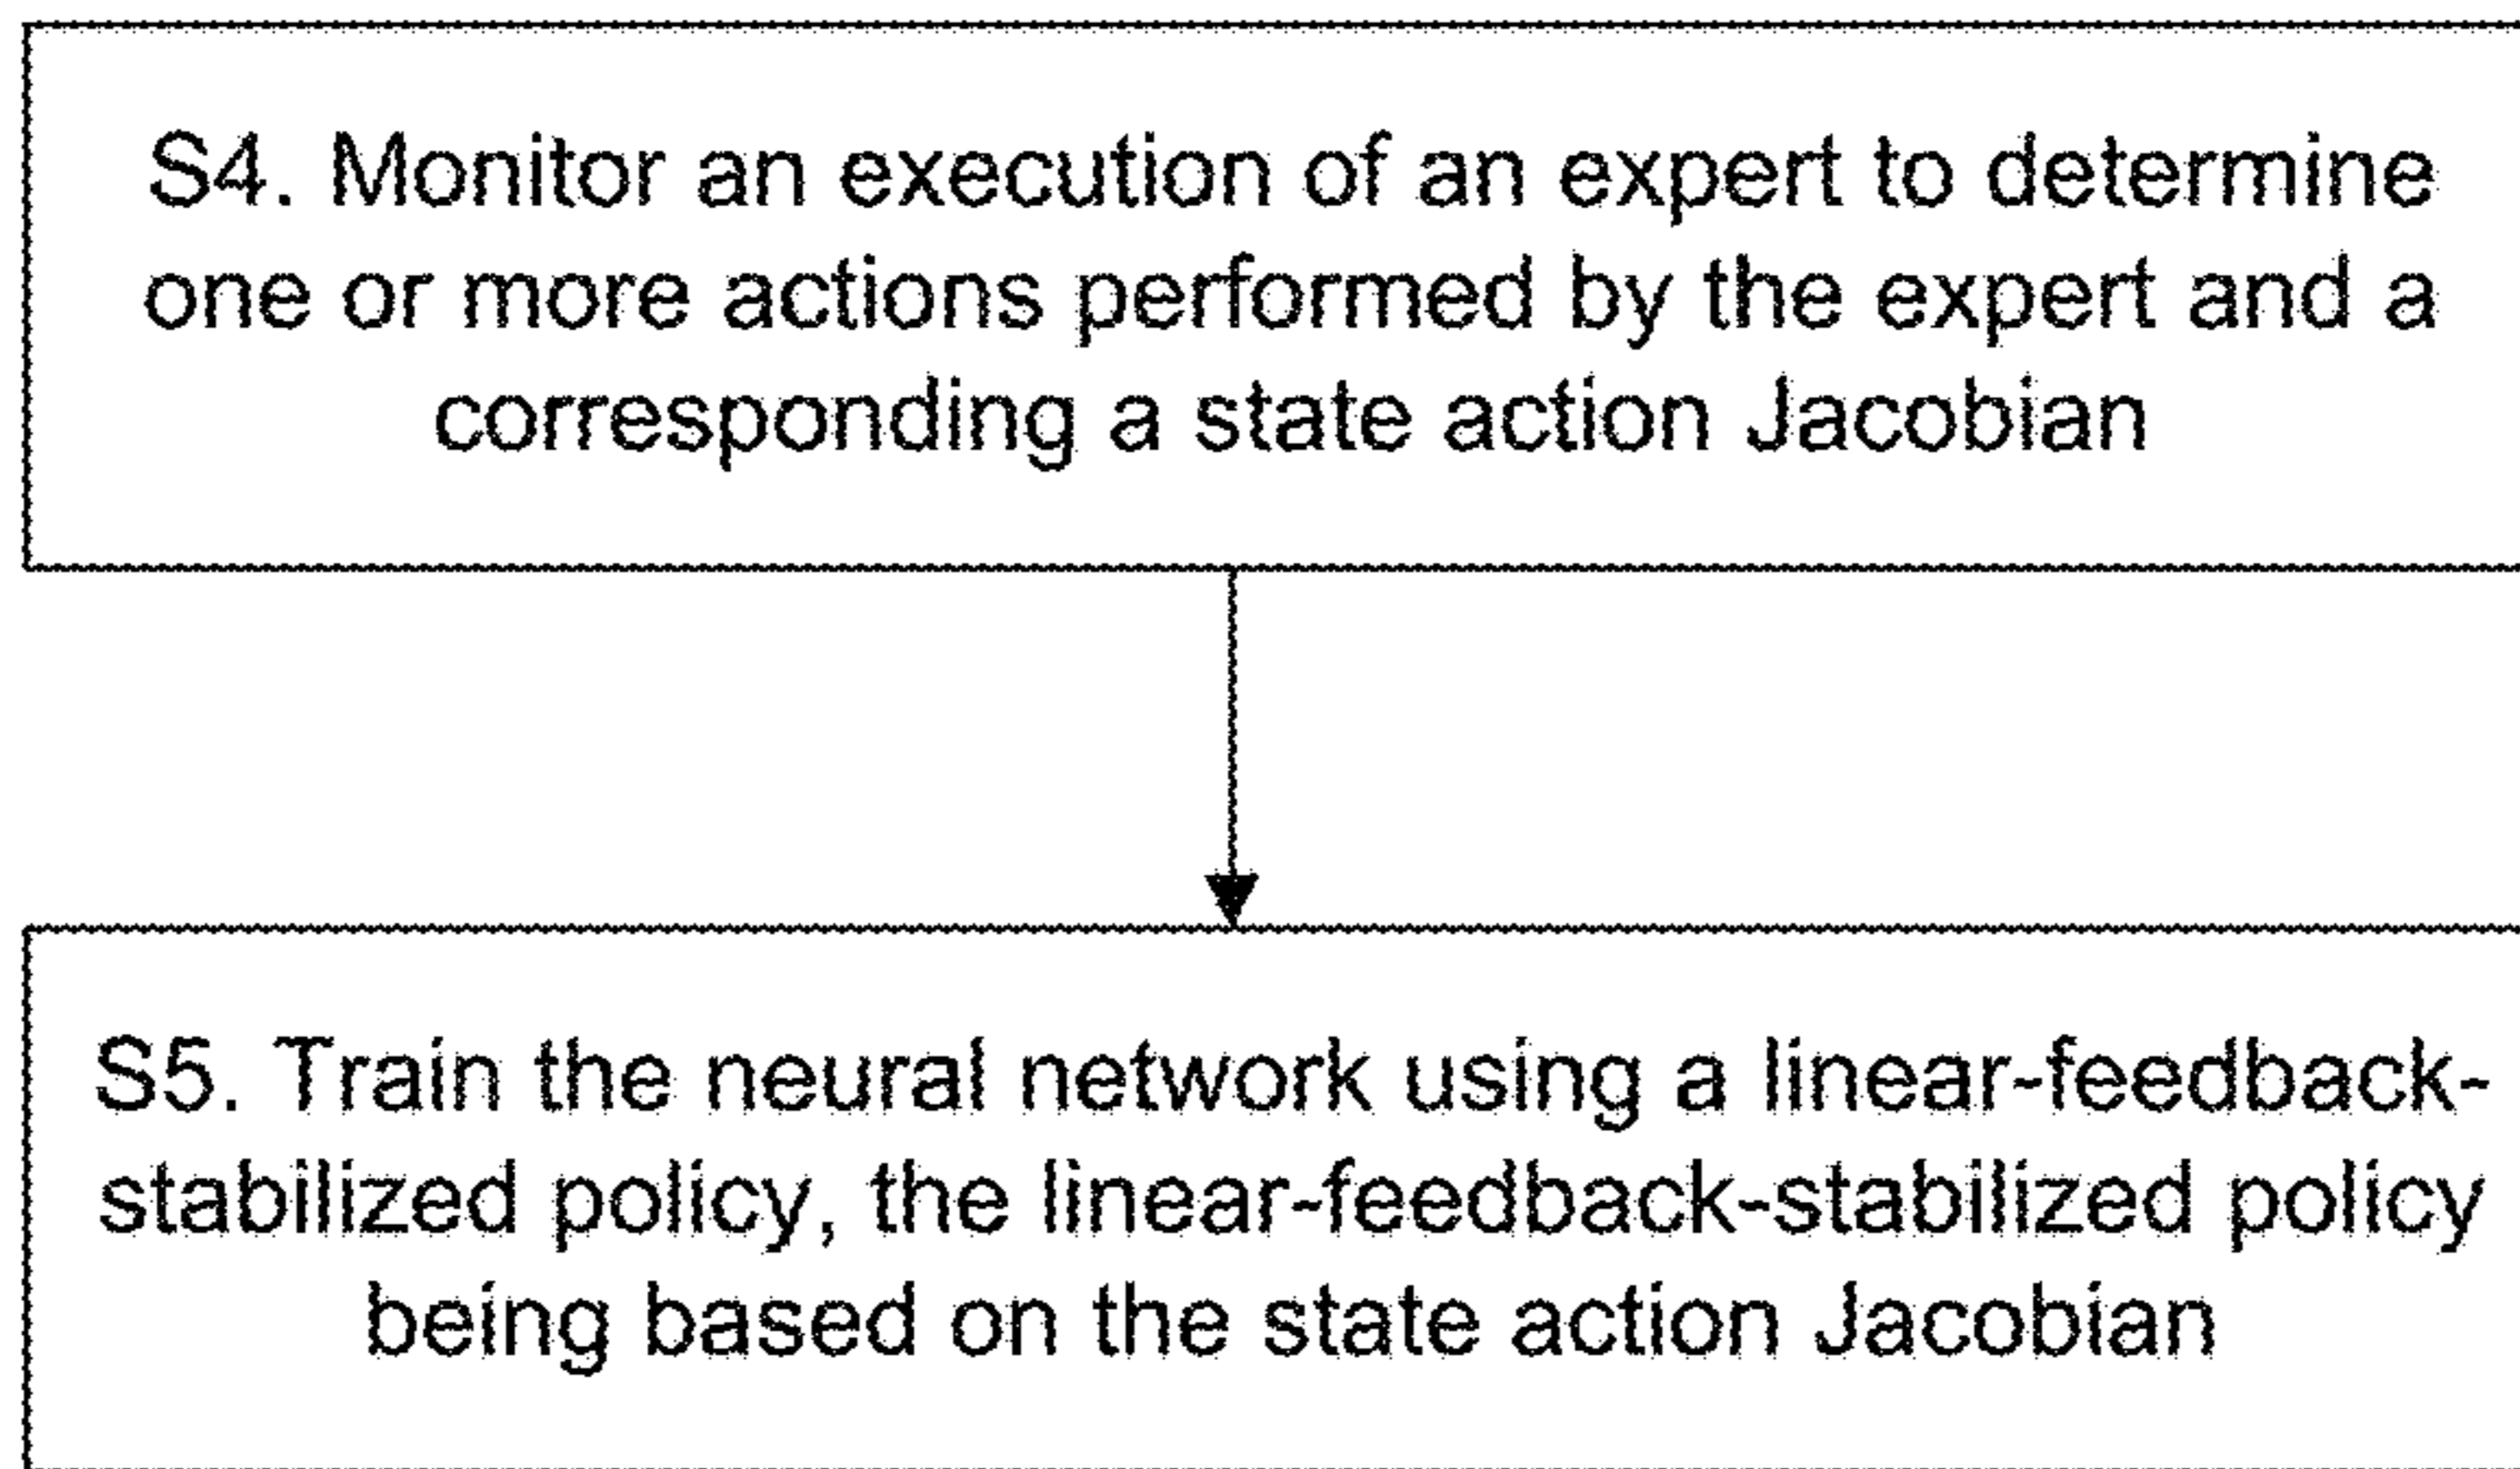 S4. Monitor an execution of an expert to determine
one or more actions performed by the expert and a
corresponding a state action Jacobian
S5. Train the neural network using a linear-feedback-
stabilized policy, the linear-feedback-stabilized policy
being based on the state action Jacobian